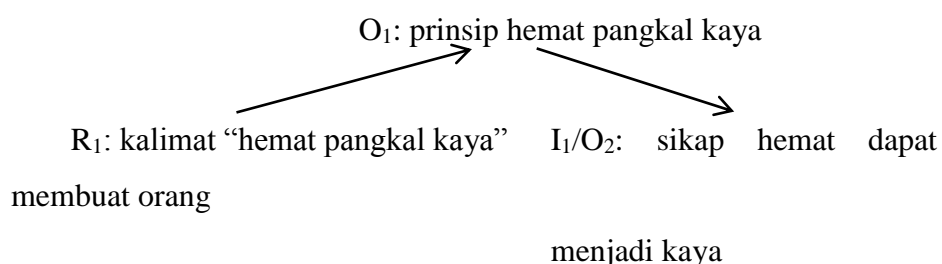 O₁: prinsip hemat pangkal kaya
R₁: kalimat “hemat pangkal kaya” I₁/O₂: sikap hemat dapat
membuat orang
menjadi kaya